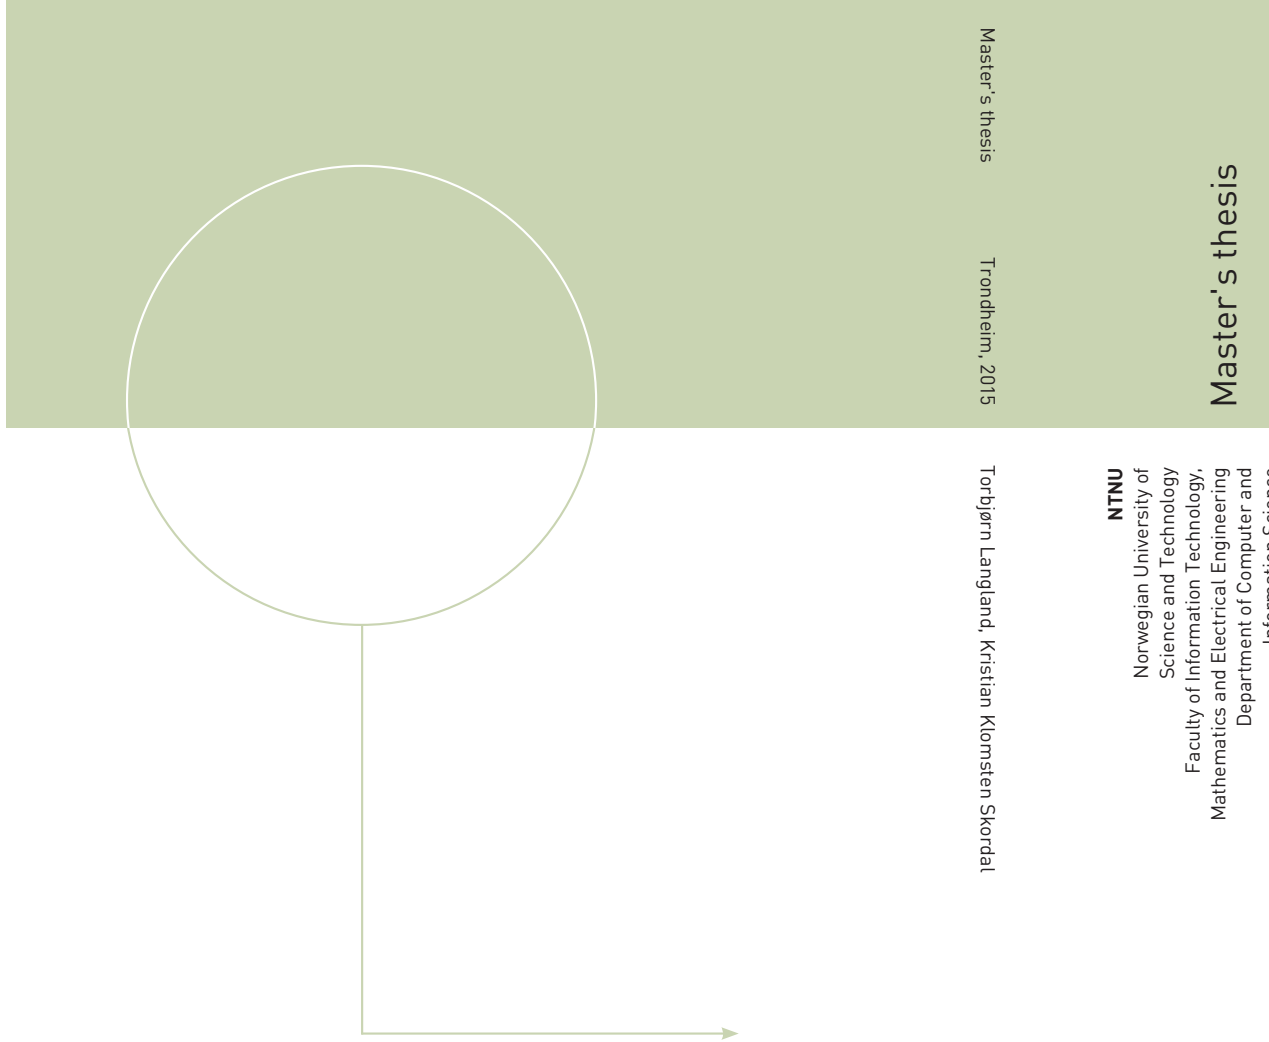 Master's thesis
Trondheim, 2015
Torbjørn Langland, Kristian Klomsten Skordal
Master's thesis
NTNU
Norwegian University of
Science and Technology
Faculty of Information Technology,
Mathematics and Electrical Engineering
Department of Computer and